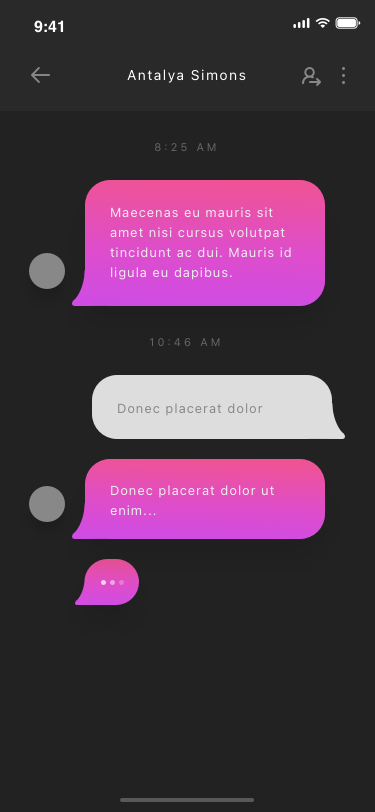 9:41
Antalya Simons
8:25 AM
Maecenas eu mauris sit
amet nisi cursus volutpat
tincidunt ac dui. Mauris id
ligula eu dapibus.
10:46 AM
Donec placerat dolor
Donec placerat dolor ut
enim...